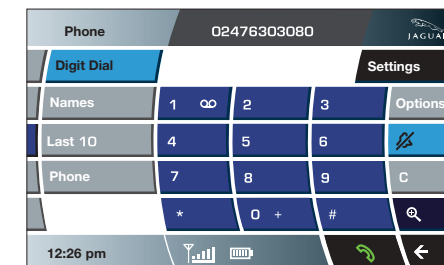 Phone 02476303080 JAGUAR
Digit Dial Settings
Names 1 2 3 Options
Last 10 4 5 6
Phone 7 8 9 C
* 0 + #
12:26 pm